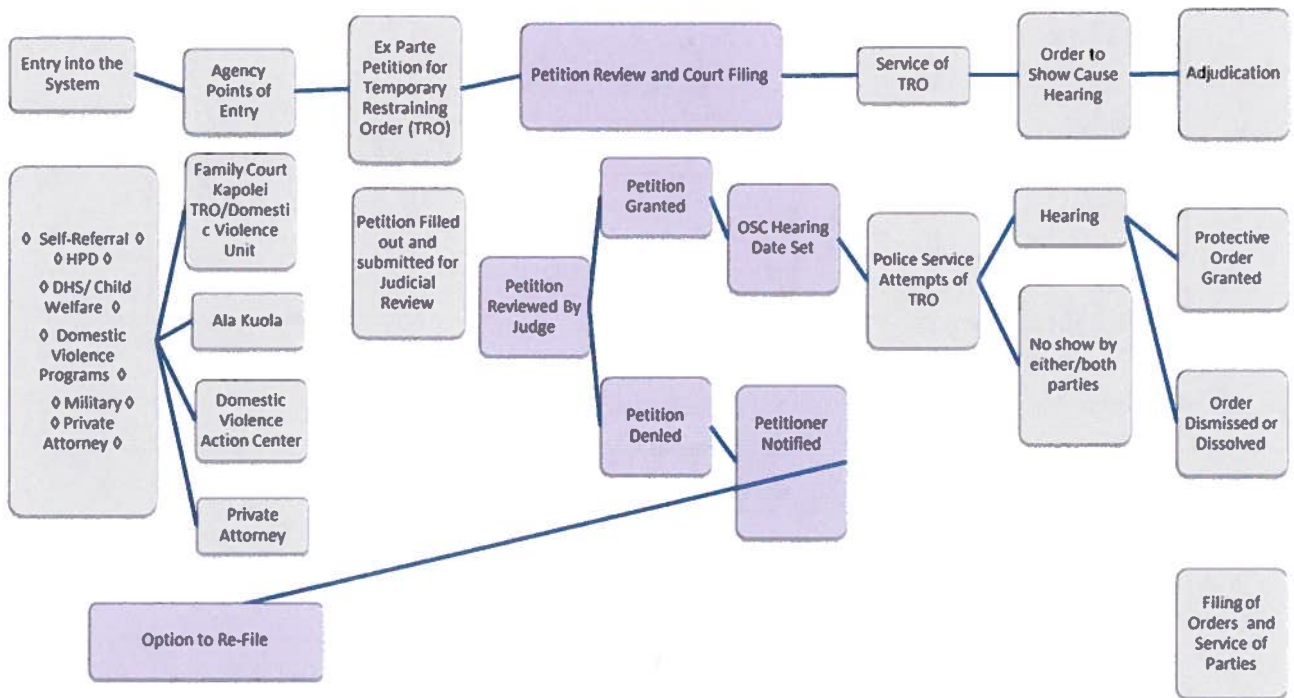 Entry into the
System
Agency
Points of
Entry
Ex Parte
Petition for
Temporary
Restraining
Order (TRO)
Petition Review and Court Filing
Service of
TRO
Order to
Show Cause
Hearing
Adjudication
◊ Self-Referral ◊
◊ HPD ◊
◊ DHS/ Child
Welfare ◊
◊ Domestic
Violence
Programs ◊
◊ Military ◊
◊ Private
Attorney ◊
Family Court
Kapolei
TRO/Domesti
c Violence
Unit
Ala Kuola
Domestic
Violence
Action Center
Private
Attorney
Petition Filled
out and
submitted for
Judicial
Review
Petition
Reviewed By
Judge
Petition
Granted
OSC Hearing
Date Set
Petition
Denied
Petitioner
Notified
Option to Re-File
Police Service
Attempts of
TRO
Hearing
No show by
either/both
parties
Protective
Order
Granted
Order
Dismissed or
Dissolved
Filing of
Orders and
Service of
Parties